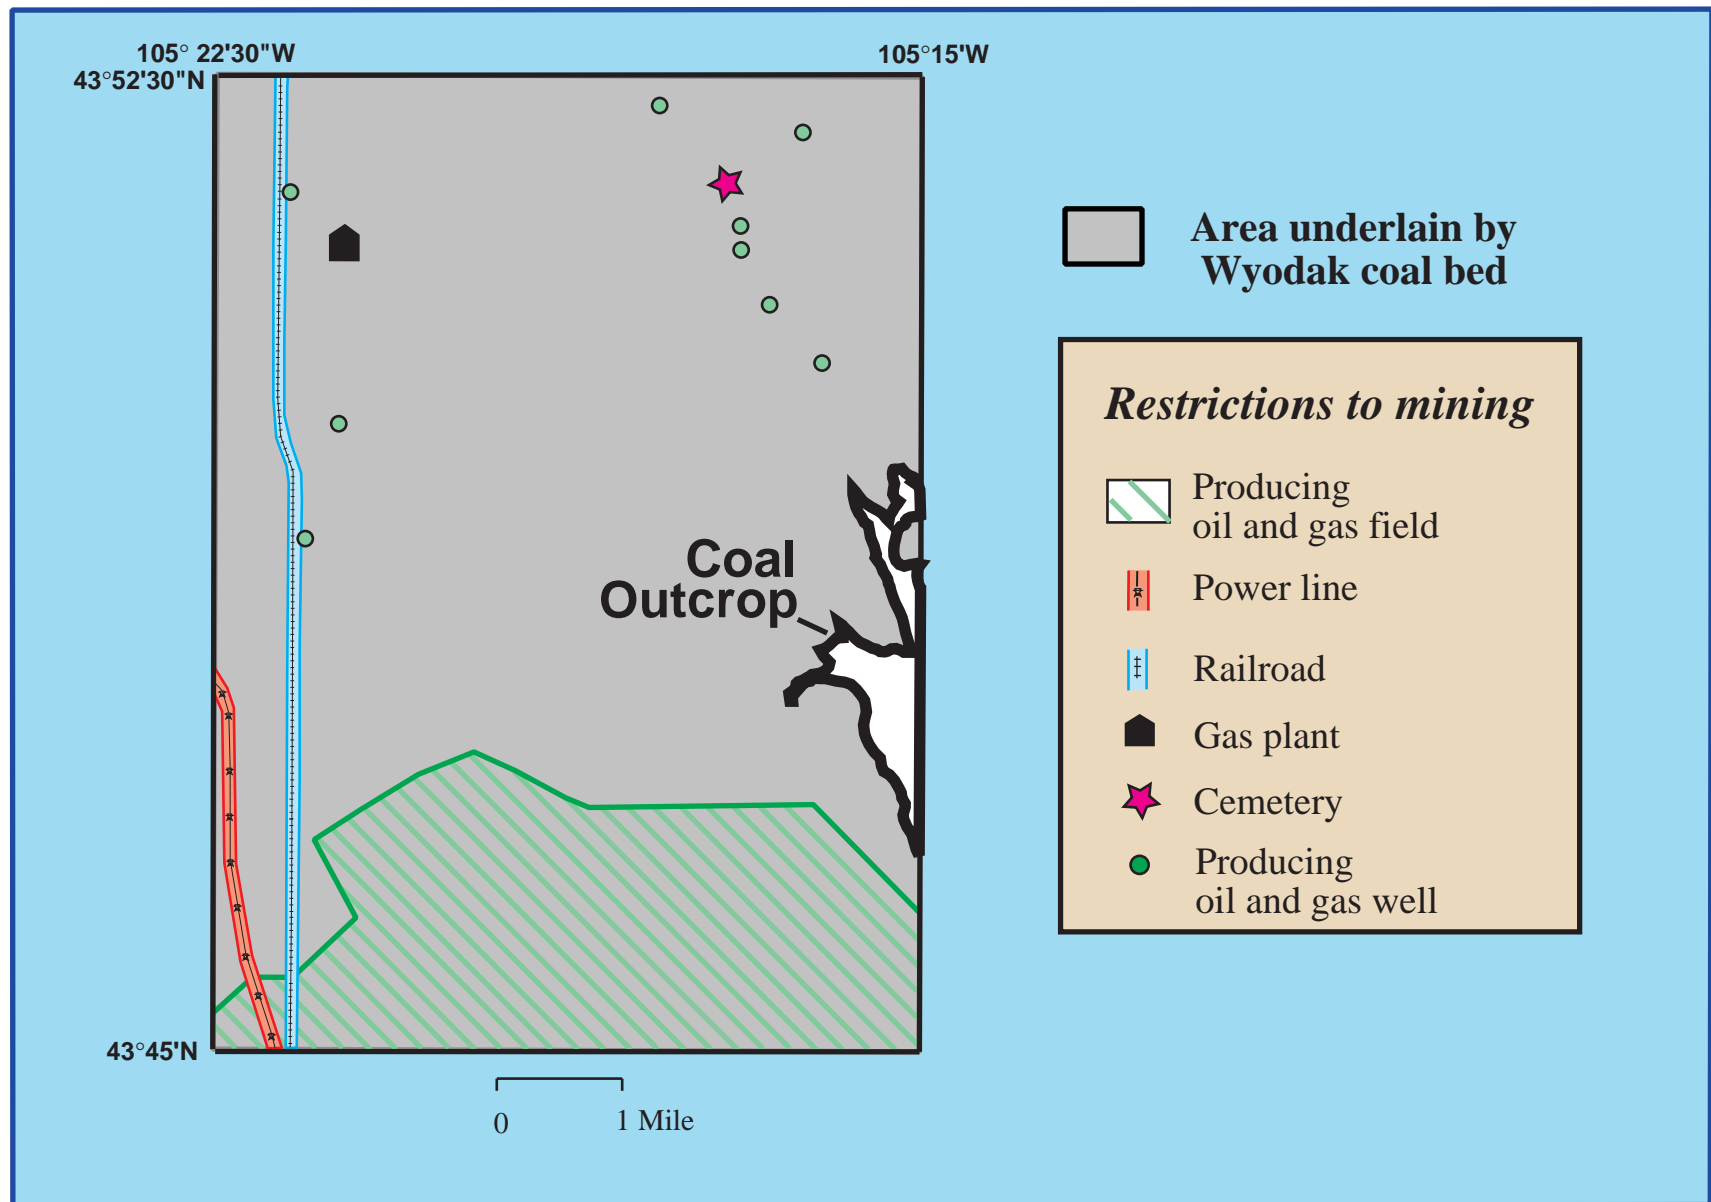 105° 22'30"W
105°15'W
43°52'30"N
Area underlain by
Wyodak coal bed
Restrictions to mining
Producing
oil and gas field
Power line
Railroad
Gas plant
Cemetery
Producing
oil and gas well
Coal
Outcrop
43°45'N
0
1 Mile